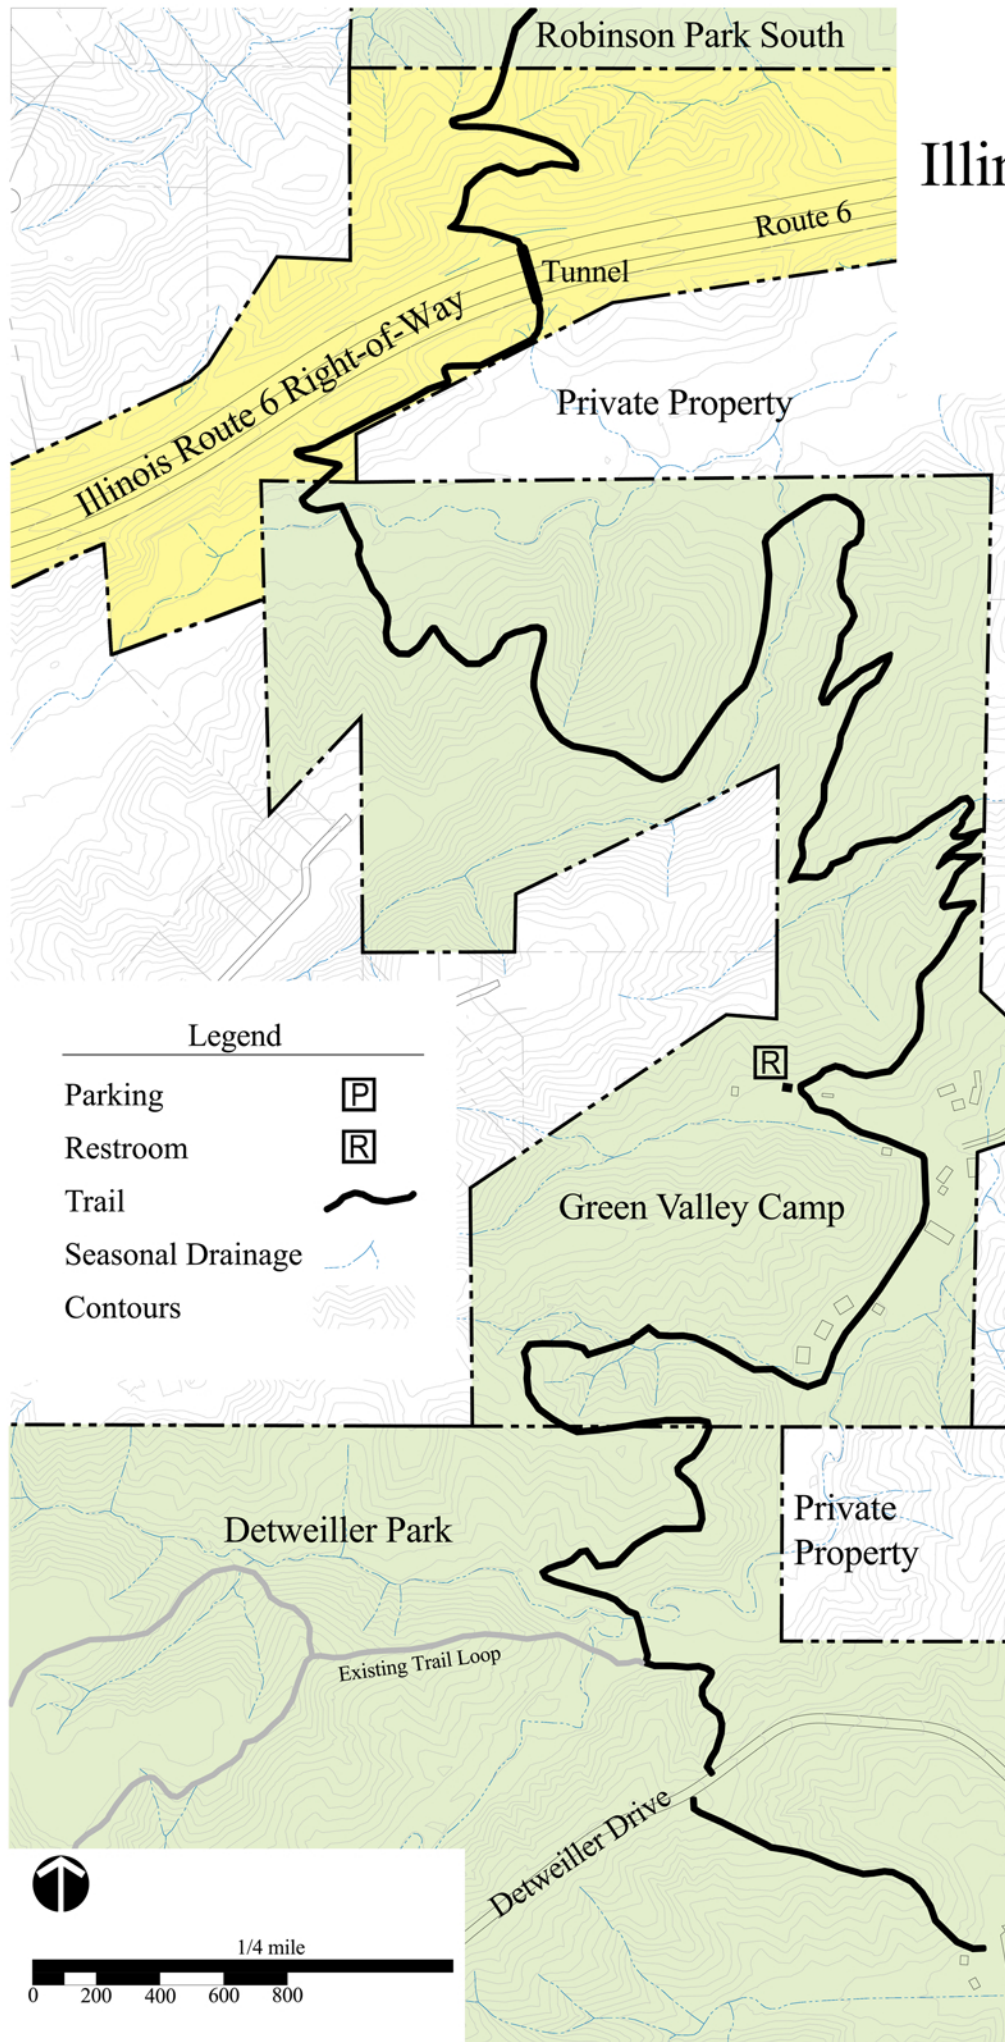 Robinson Park South
Illin
Route 6
Tunnel
Illinois Route 6 Right-of-Way
Private Property
Legend
Parking P
Restroom R
Trail
Seasonal Drainage
Contours
R
Green Valley Camp
Detweiller Park
Private
Property
Existing Trail Loop
Detweiller Drive
1/4 mile
0 200 400 600 800